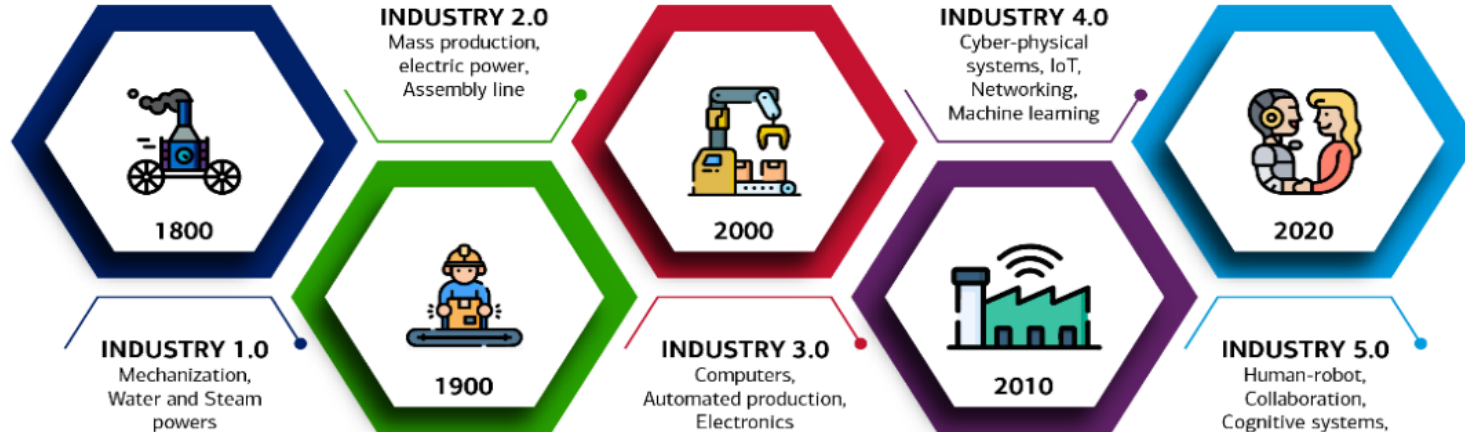 INDUSTRY 2.0
Mass production,
electric power,
Assembly line
INDUSTRY 4.0
Cyber-physical
systems, IoT,
Networking,
Machine learning
1800
2000
2020
INDUSTRY 1.0
Mechanization,
Water and Steam
powers
1900
INDUSTRY 3.0
Computers,
Automated production,
Electronics
2010
INDUSTRY 5.0
Human-robot,
Collaboration,
Cognitive systems,